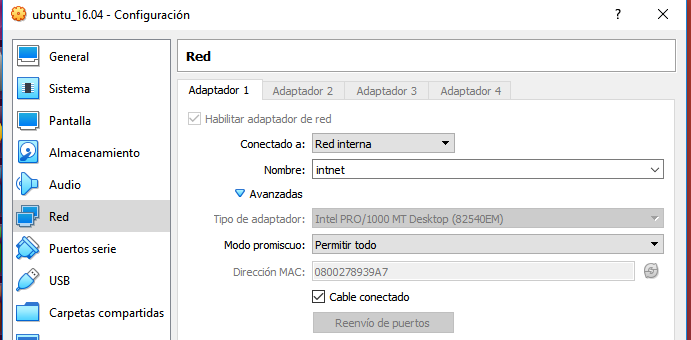 ubuntu_16.04 - Configuración
?
General
Sistema
Pantalla
Almacenamiento
Audio
Red
Puertos serie
USB
Carpetas compartidas
Red
Adaptador 1 Adaptador 2 Adaptador 3 Adaptador 4
Habilitar adaptador de red
Conectado a: Red interna
Nombre: intnet
Avanzadas
Tipo de adaptador: Intel PRO/1000 MT Desktop (82540EM)
Modo promiscuo: Permitir todo
Dirección MAC: 0800278939A7
Cable conectado
Reenvío de puertos